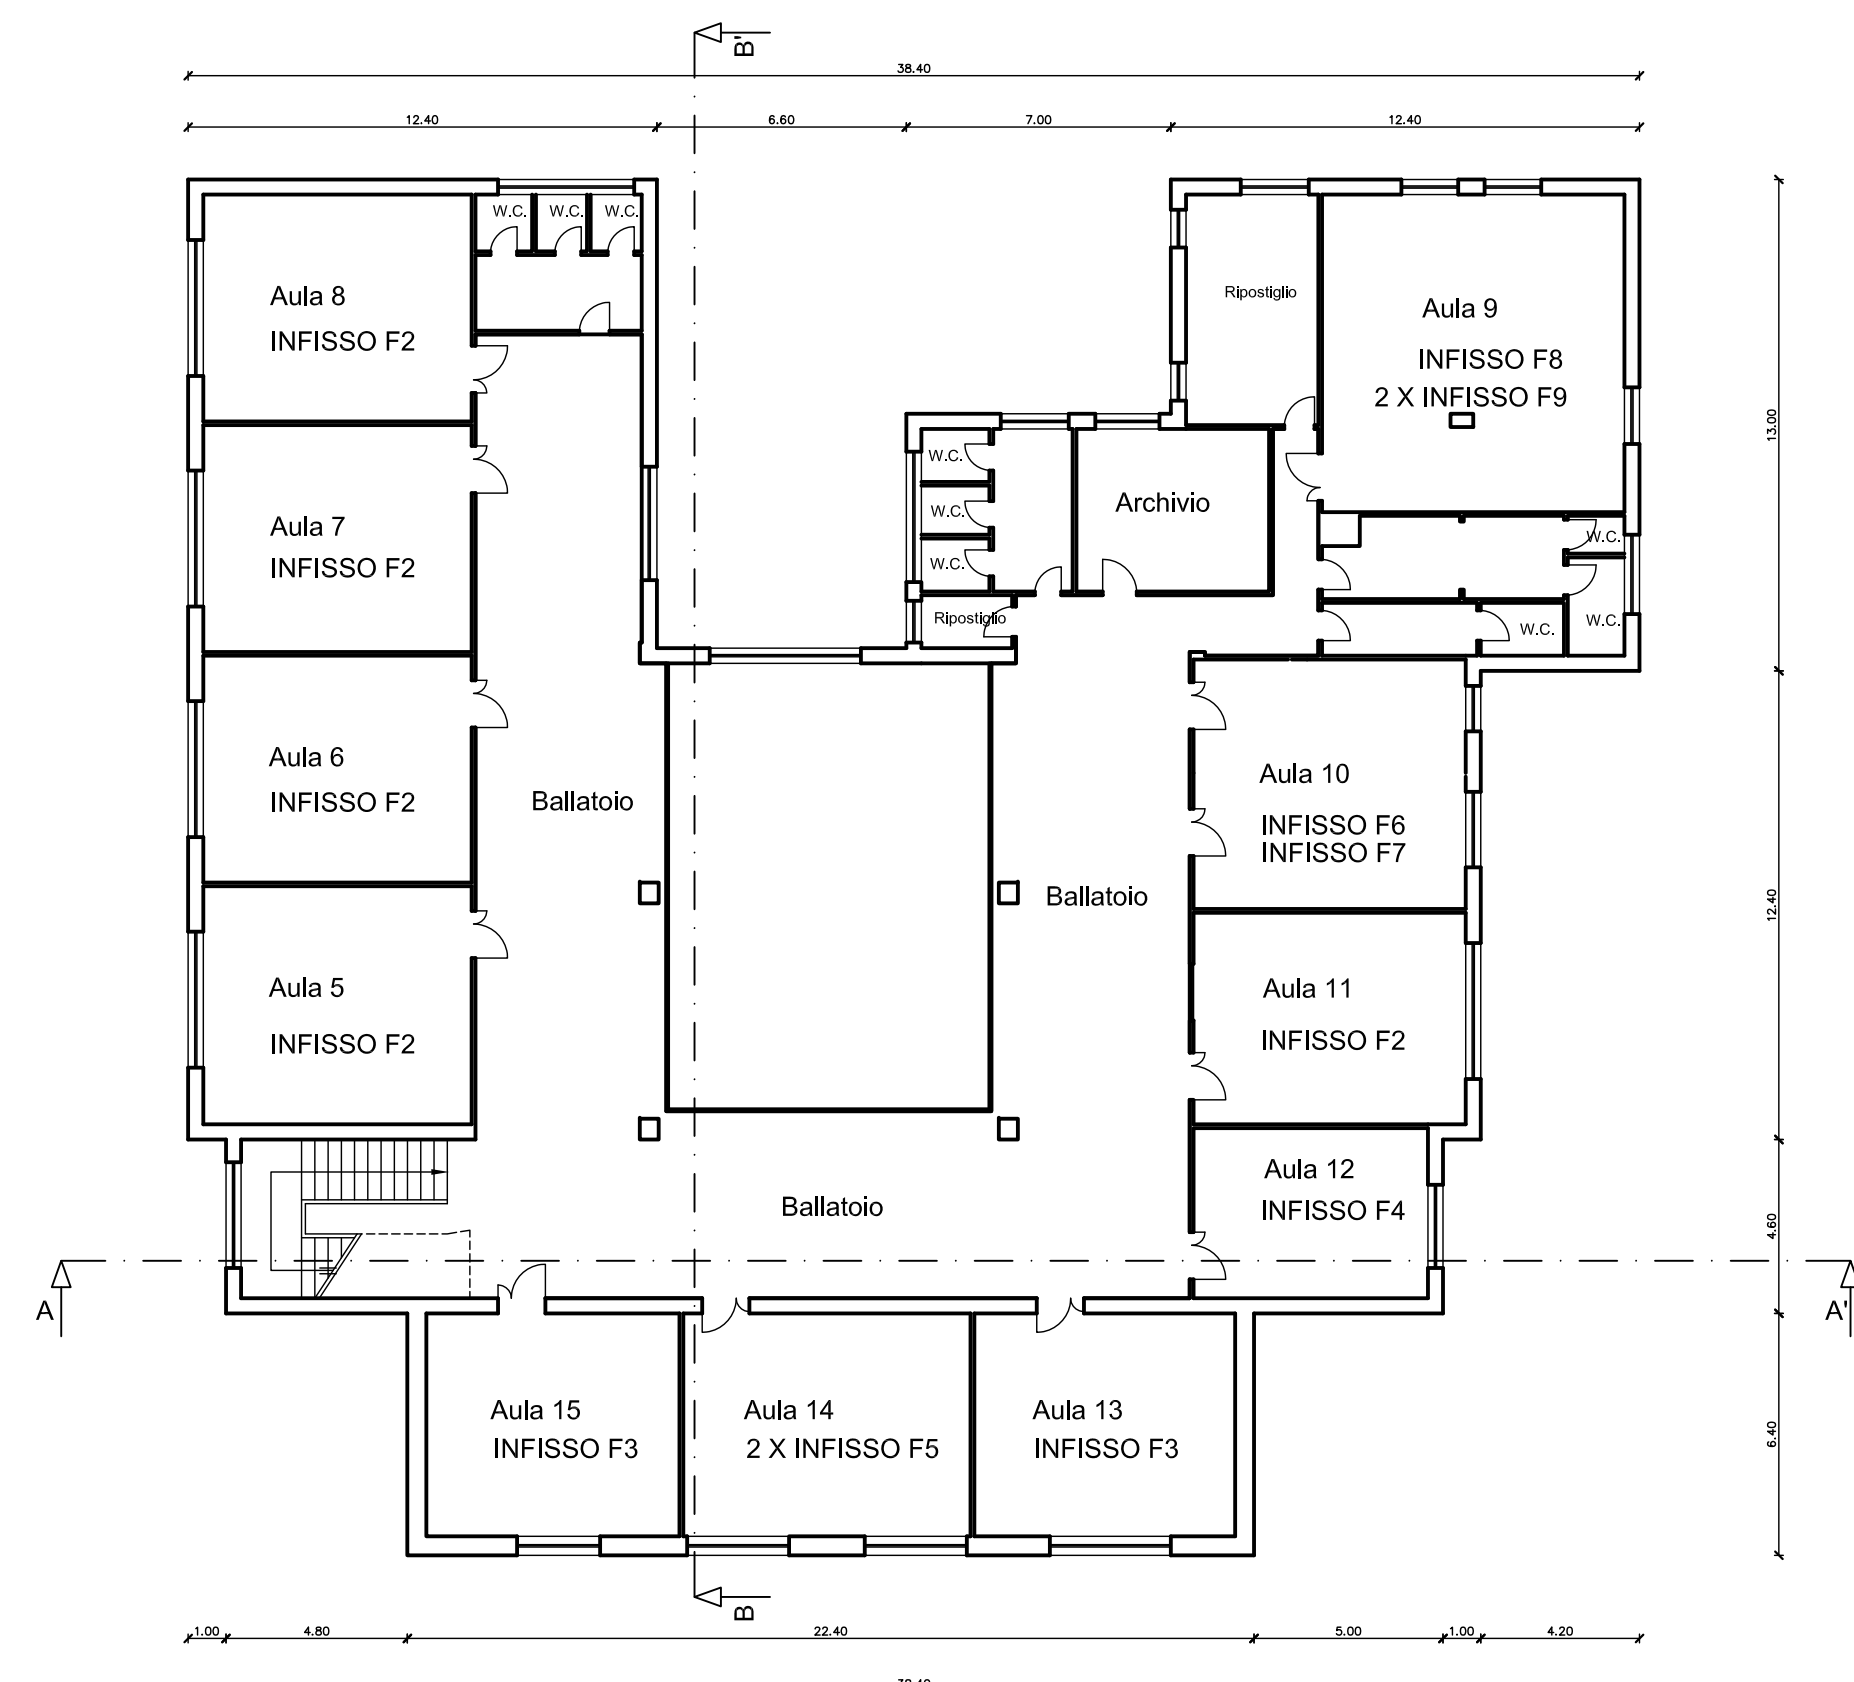 B'
38.40
12.40
6.60
7.00
12.40
W.C.
W.C.
W.C.
Aula 8
INFISSO F2
Ripostiglio
Aula 9
INFISSO F8
2 X INFISSO F9
13.00
W.C.
W.C.
W.C.
Archivio
Aula 7
INFISSO F2
W.C.
W.C.
W.C.
Ripostiglio
Aula 6
INFISSO F2
Ballatoio
Aula 10
INFISSO F6
INFISSO F7
Ballatoio
12.40
Aula 5
INFISSO F2
Aula 11
INFISSO F2
Aula 12
INFISSO F4
Ballatoio
4.60
A
A'
Aula 15
INFISSO F3
Aula 14
2 X INFISSO F5
Aula 13
INFISSO F3
6.40
B
1.00
4.80
22.40
5.00
1.00
4.20